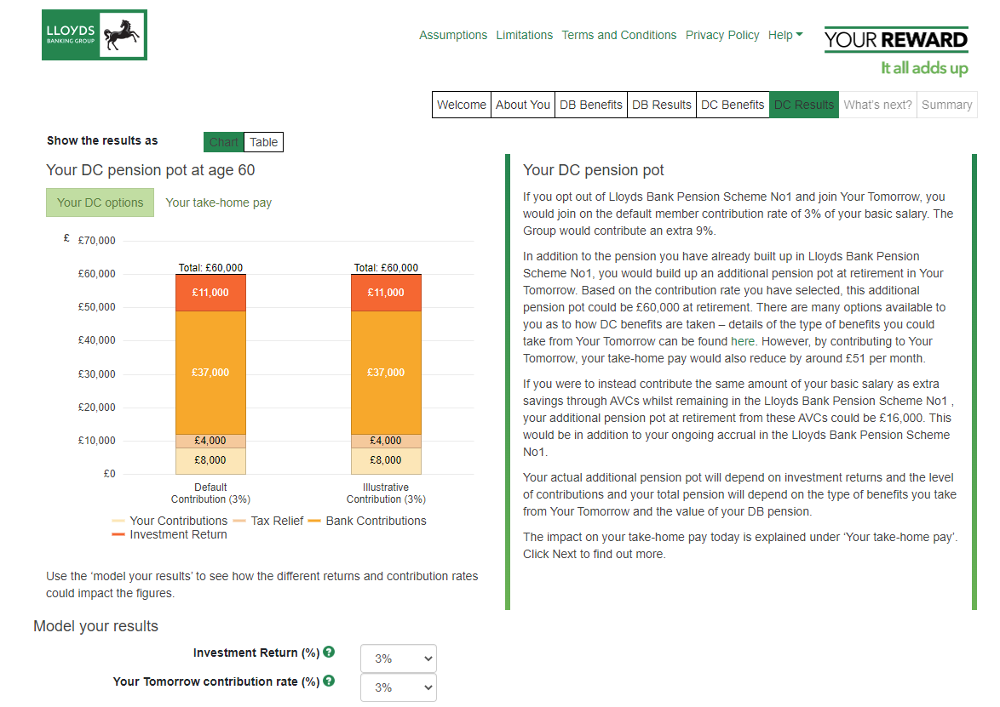 LLOYDS
BANKING GROUP
Assumptions Limitations Terms and Conditions Privacy Policy Help
YOUR REWARD
It all adds up
Welcome About You DB Benefits DB Results DC Benefits DC Results What's next? Summary
Show the results as Chart Table
Your DC pension pot at age 60
Your DC options Your take-home pay
£ £70,000
£60,000
£50,000
£40,000
£30,000
£20,000
£10,000
£0
Total: £60,000 Total: £60,000
£11,000 £11,000
£37,000 £37,000
£4,000 £4,000
£8,000 £8,000
Default Illustrative
Contribution (3%) Contribution (3%)
Your Contributions Tax Relief Bank Contributions
Investment Return
Use the ‘model your results’ to see how the different returns and contribution rates
could impact the figures.
Your DC pension pot
If you opt out of Lloyds Bank Pension Scheme No1 and join Your Tomorrow, you
would join on the default member contribution rate of 3% of your basic salary. The
Group would contribute an extra 9%.
In addition to the pension you have already built up in Lloyds Bank Pension
Scheme No1, you would build up an additional pension pot at retirement in Your
Tomorrow. Based on the contribution rate you have selected, this additional
pension pot could be £60,000 at retirement. There are many options available to
you as to how DC benefits are taken – details of the type of benefits you could
take from Your Tomorrow can be found here. However, by contributing to Your
Tomorrow, your take-home pay would also reduce by around £51 per month.
If you were to instead contribute the same amount of your basic salary as extra
savings through AVCs whilst remaining in the Lloyds Bank Pension Scheme No1 ,
your additional pension pot at retirement from these AVCs could be £16,000. This
would be in addition to your ongoing accrual in the Lloyds Bank Pension Scheme
No1.
Your actual additional pension pot will depend on investment returns and the level
of contributions and your total pension will depend on the type of benefits you take
from Your Tomorrow and the value of your DB pension.
The impact on your take-home pay today is explained under ‘Your take-home pay’.
Click Next to find out more.
Model your results
Investment Return (%) ? 3%
Your Tomorrow contribution rate (%) ? 3%